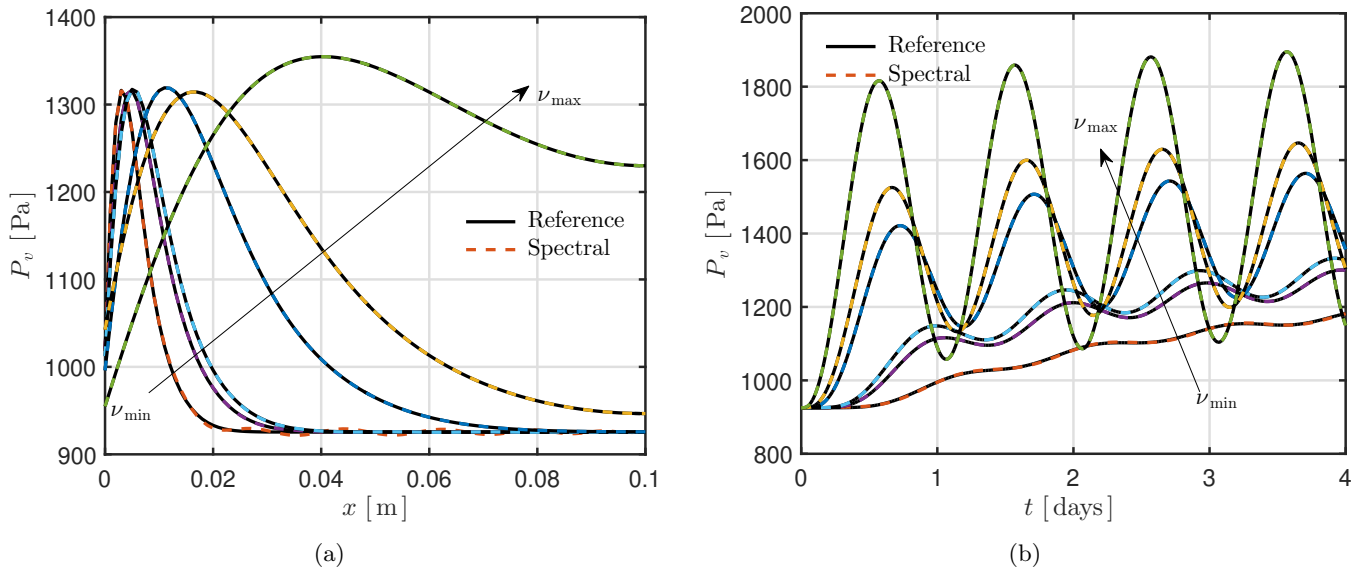 1400
1300
1200
1100
1000
900
P_v [Pa]
0
0.02
0.04
0.06
0.08
0.1
x [m]
ν_max
ν_min
Reference
Spectral
(a)
2000
1800
1600
1400
1200
1000
800
P_v [Pa]
0
1
2
3
4
t [days]
Reference
Spectral
ν_max
ν_min
(b)